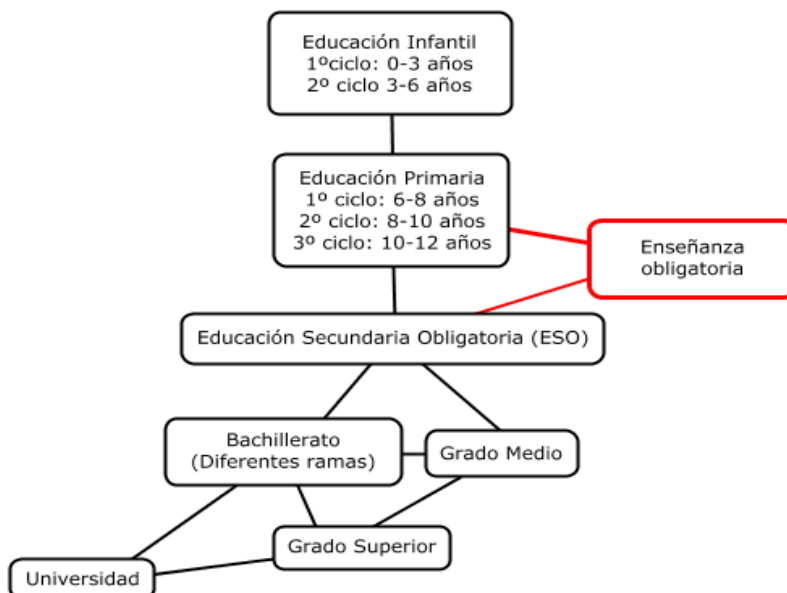 Educación Infantil
1ºciclo: 0-3 años
2º ciclo 3-6 años
Educación Primaria
1º ciclo: 6-8 años
2º ciclo: 8-10 años
3º ciclo: 10-12 años
Enseñanza
obligatoria
Educación Secundaria Obligatoria (ESO)
Bachillerato
(Diferentes ramas)
Grado Medio
Grado Superior
Universidad